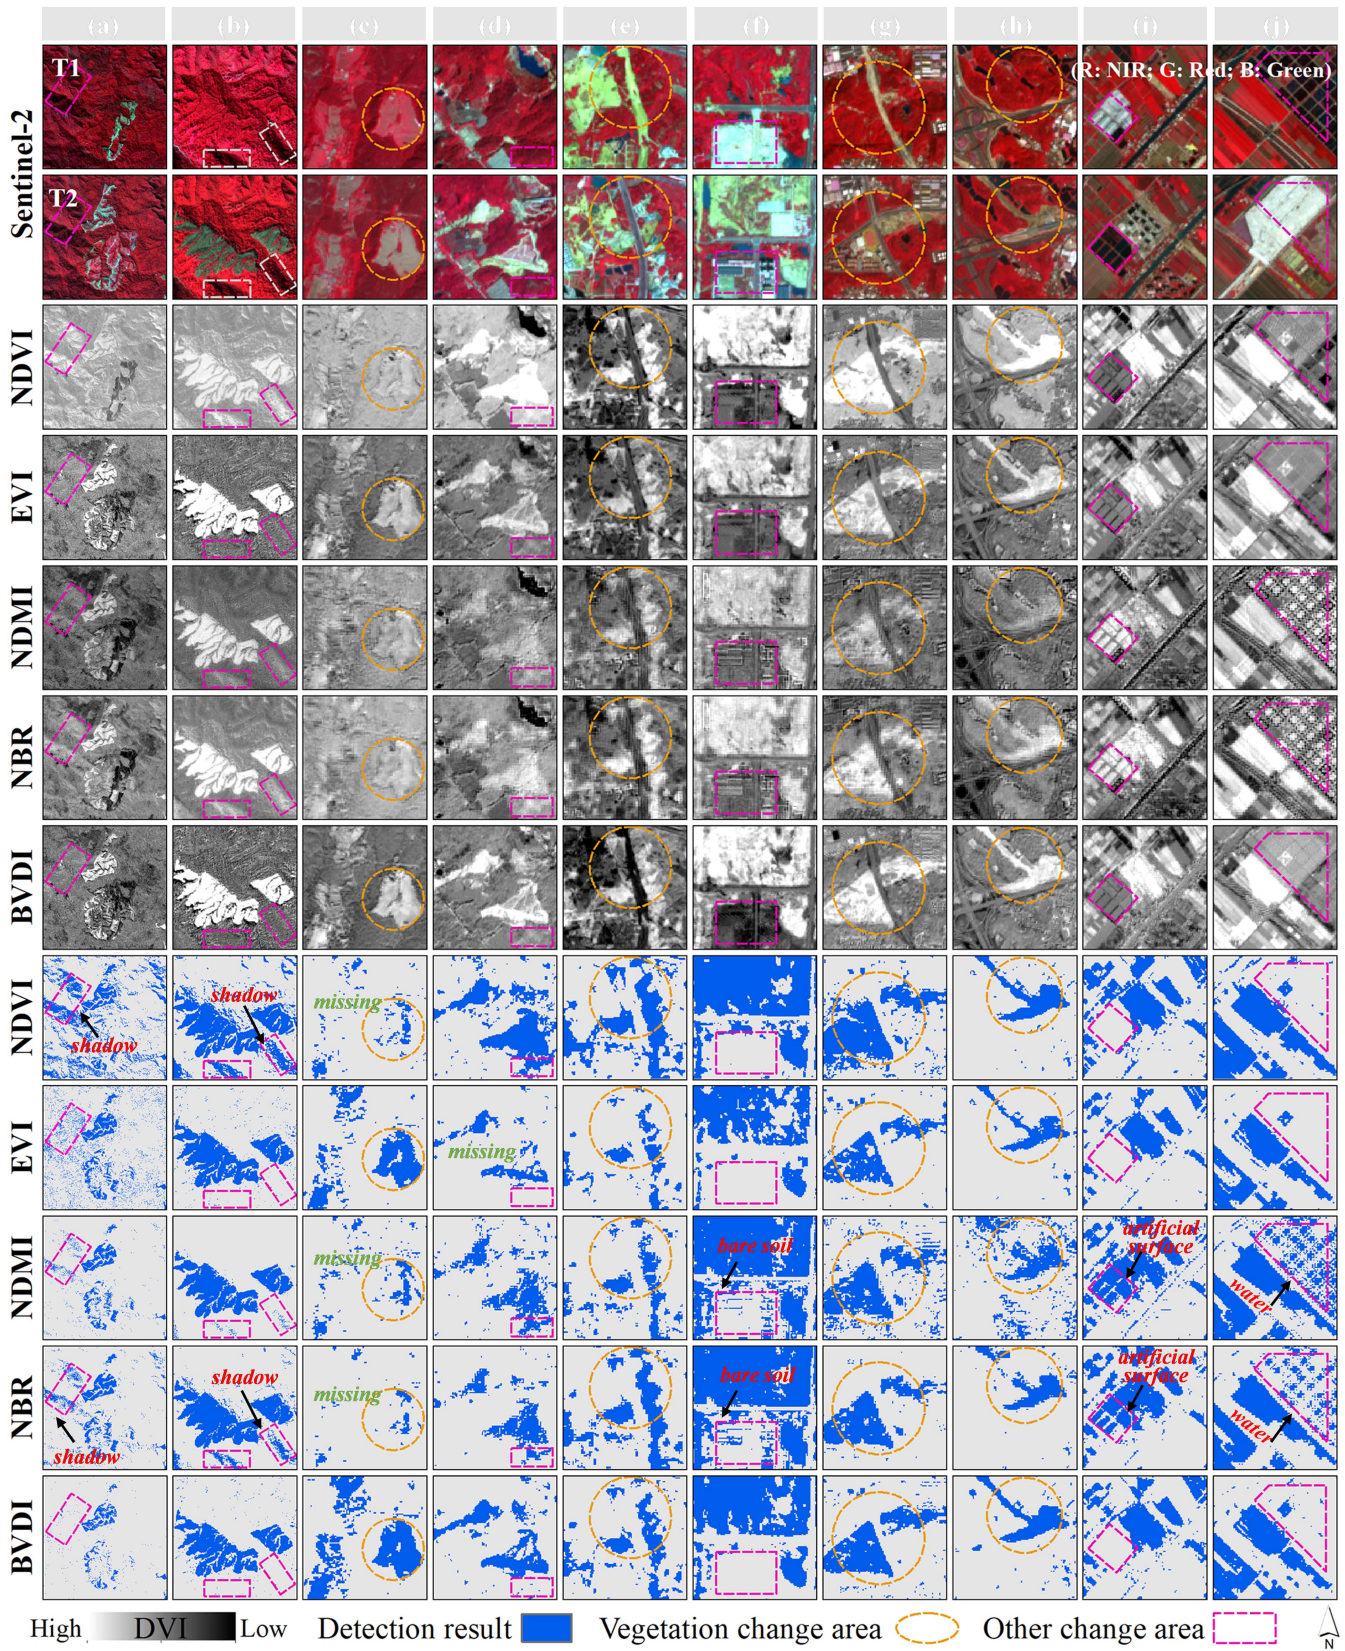 (a) (b) (c) (d) (e) (f) (g) (h) (i) (j)
Sentinel-2
T1
(R: NIR; G: Red; B: Green)
T2
NDVI
EVI
NDMI
NBR
BVDI
NDVI
shadow
shadow
missing
EVI
missing
NDMI
missing
bare soil
artificial
surface
water
NBR
shadow
shadow
missing
bare soil
artificial
surface
water
BVDI
High DVI Low Detection result Vegetation change area Other change area N